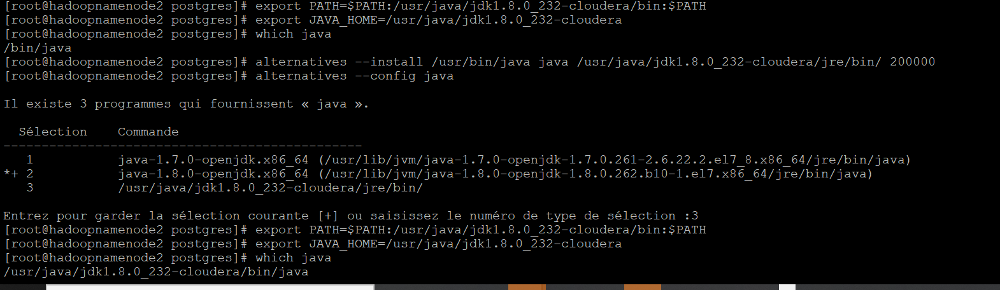 [root@hadoopnamenode2 postgres]# export PATH=$PATH:/usr/java/jdk1.8.0_232-cloudera/bin:$PATH
[root@hadoopnamenode2 postgres]# export JAVA_HOME=/usr/java/jdk1.8.0_232-cloudera
[root@hadoopnamenode2 postgres]# which java
/bin/java
[root@hadoopnamenode2 postgres]# alternatives --install /usr/bin/java java /usr/java/jdk1.8.0_232-cloudera/jre/bin/ 200000
[root@hadoopnamenode2 postgres]# alternatives --config java
Il existe 3 programmes qui fournissent « java ».
Sélection Commande
-----------------------------------------------
1 java-1.7.0-openjdk.x86_64 (/usr/lib/jvm/java-1.7.0-openjdk-1.7.0.261-2.6.22.2.el7_8.x86_64/jre/bin/java)
*+ 2 java-1.8.0-openjdk.x86_64 (/usr/lib/jvm/java-1.8.0-openjdk-1.8.0.262.b10-1.el7.x86_64/jre/bin/java)
3 /usr/java/jdk1.8.0_232-cloudera/jre/bin/
Entrez pour garder la sélection courante [+] ou saisissez le numéro de type de sélection :3
[root@hadoopnamenode2 postgres]# export PATH=$PATH:/usr/java/jdk1.8.0_232-cloudera/bin:$PATH
[root@hadoopnamenode2 postgres]# export JAVA_HOME=/usr/java/jdk1.8.0_232-cloudera
[root@hadoopnamenode2 postgres]# which java
/usr/java/jdk1.8.0_232-cloudera/bin/java